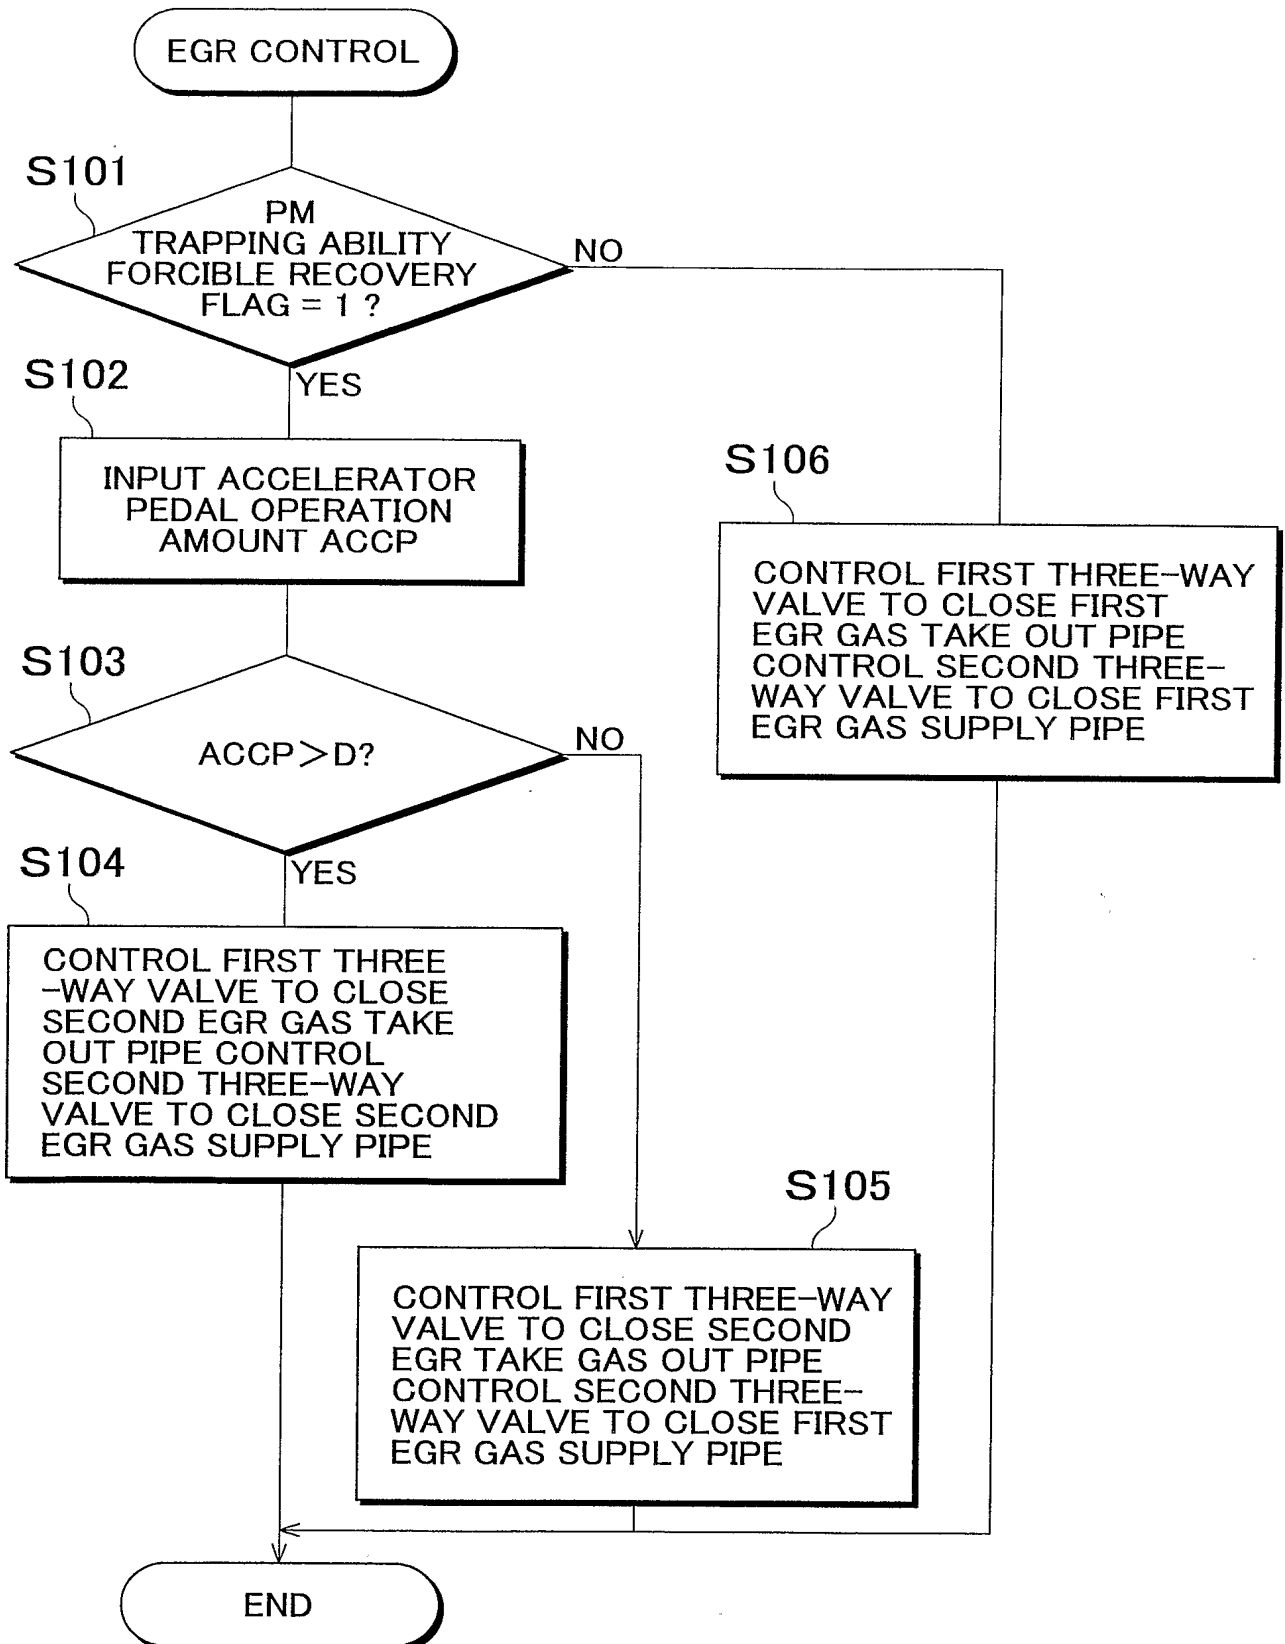 EGR CONTROL
S101
PM
TRAPPING ABILITY
FORCIBLE RECOVERY
FLAG = 1 ?
NO
YES
S102
INPUT ACCELERATOR
PEDAL OPERATION
AMOUNT ACCP
S106
CONTROL FIRST THREE-WAY
VALVE TO CLOSE FIRST
EGR GAS TAKE OUT PIPE
CONTROL SECOND THREE-
WAY VALVE TO CLOSE FIRST
EGR GAS SUPPLY PIPE
S103
ACCP>D?
NO
YES
S104
CONTROL FIRST THREE
-WAY VALVE TO CLOSE
SECOND EGR GAS TAKE
OUT PIPE CONTROL
SECOND THREE-WAY
VALVE TO CLOSE SECOND
EGR GAS SUPPLY PIPE
S105
CONTROL FIRST THREE-WAY
VALVE TO CLOSE SECOND
EGR TAKE GAS OUT PIPE
CONTROL SECOND THREE-
WAY VALVE TO CLOSE FIRST
EGR GAS SUPPLY PIPE
END